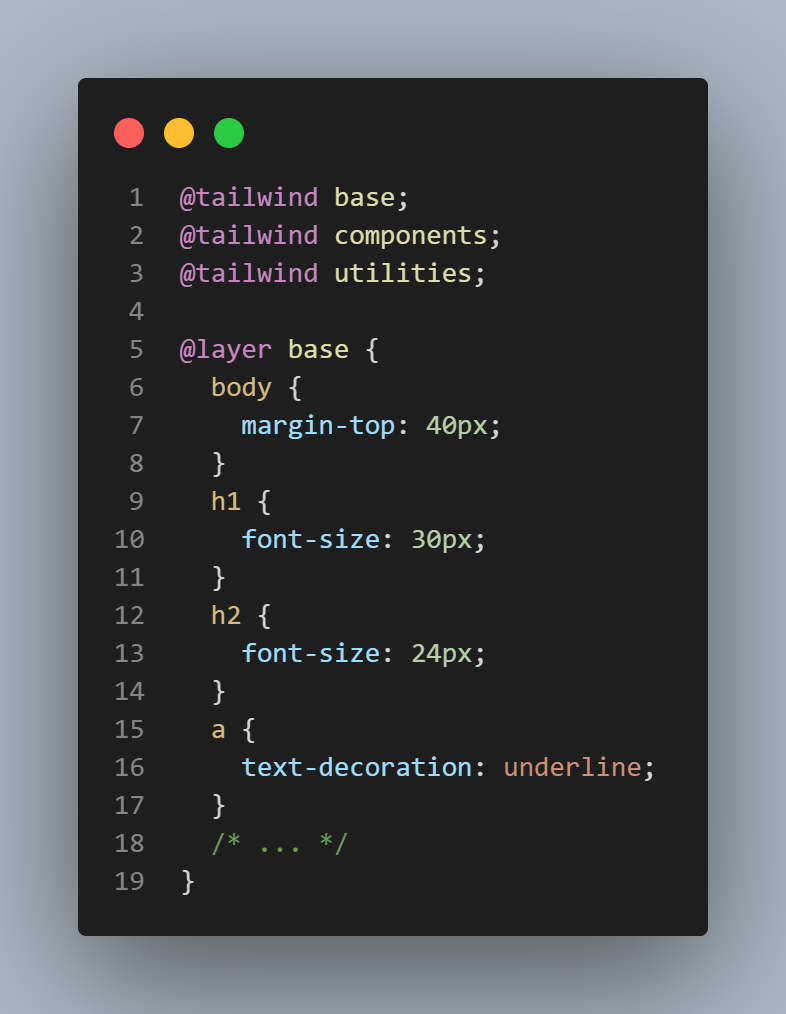 1 @tailwind base;
2 @tailwind components;
3 @tailwind utilities;
4
5 @layer base {
6   body {
7     margin-top: 40px;
8   }
9   h1 {
10     font-size: 30px;
11   }
12   h2 {
13     font-size: 24px;
14   }
15   a {
16     text-decoration: underline;
17   }
18   /* ... */
19 }